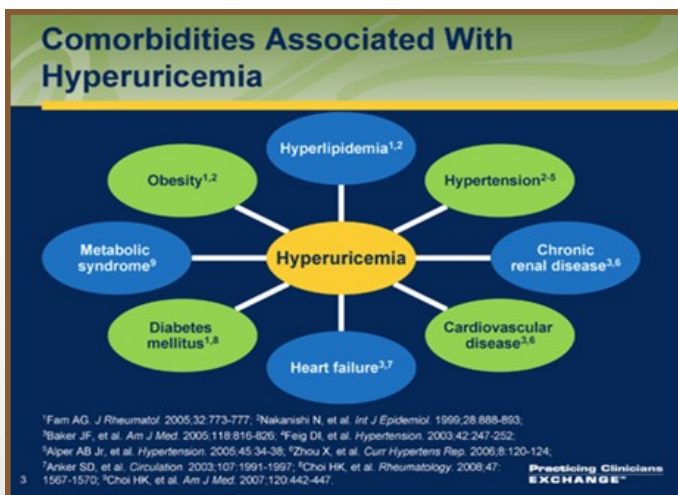 Comorbidities Associated With
Hyperuricemia
Hyperlipidemia1,2
Obesity1,2
Hypertension2-5
Metabolic
syndrome9
Hyperuricemia
Chronic
renal disease3,6
Diabetes
mellitus1,8
Cardiovascular
disease3,6
Heart failure3,7
1Fam AG. J Rheumatol. 2005;32:773-777; 2Nakanishi N, et al. Int J Epidemiol. 1999;28:888-893;
3Baker JF, et al. Am J Med. 2005;118:816-826; 4Feig DI, et al. Hypertension. 2003;42:247-252;
5Alper AB Jr, et al. Hypertension. 2005;45:34-38; 6Zhou X, et al. Curr Hypertens Rep. 2006;8:120-124;
7Anker SD, et al. Circulation. 2003;107:1991-1997; 8Choi HK, et al. Rheumatology. 2008;47:
1567-1570; 9Choi HK, et al. Am J Med. 2007;120:442-447.
3
Practicing Clinicians
EXCHANGE™